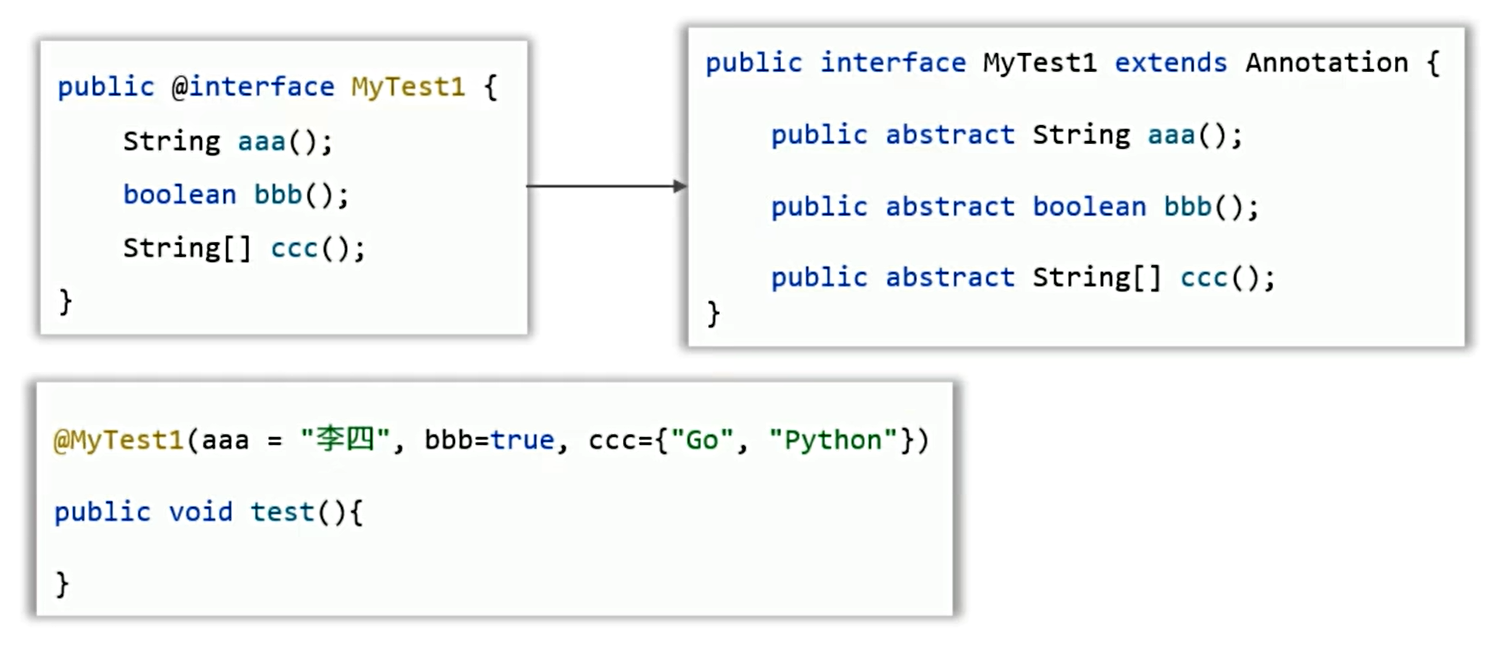 public @interface MyTest1 {
    String aaa();
    boolean bbb();
    String[] ccc();
}
public interface MyTest1 extends Annotation {
    public abstract String aaa();
    public abstract boolean bbb();
    public abstract String[] ccc();
}
@MyTest1(aaa = "李四", bbb=true, ccc={"Go", "Python"})
public void test(){
}